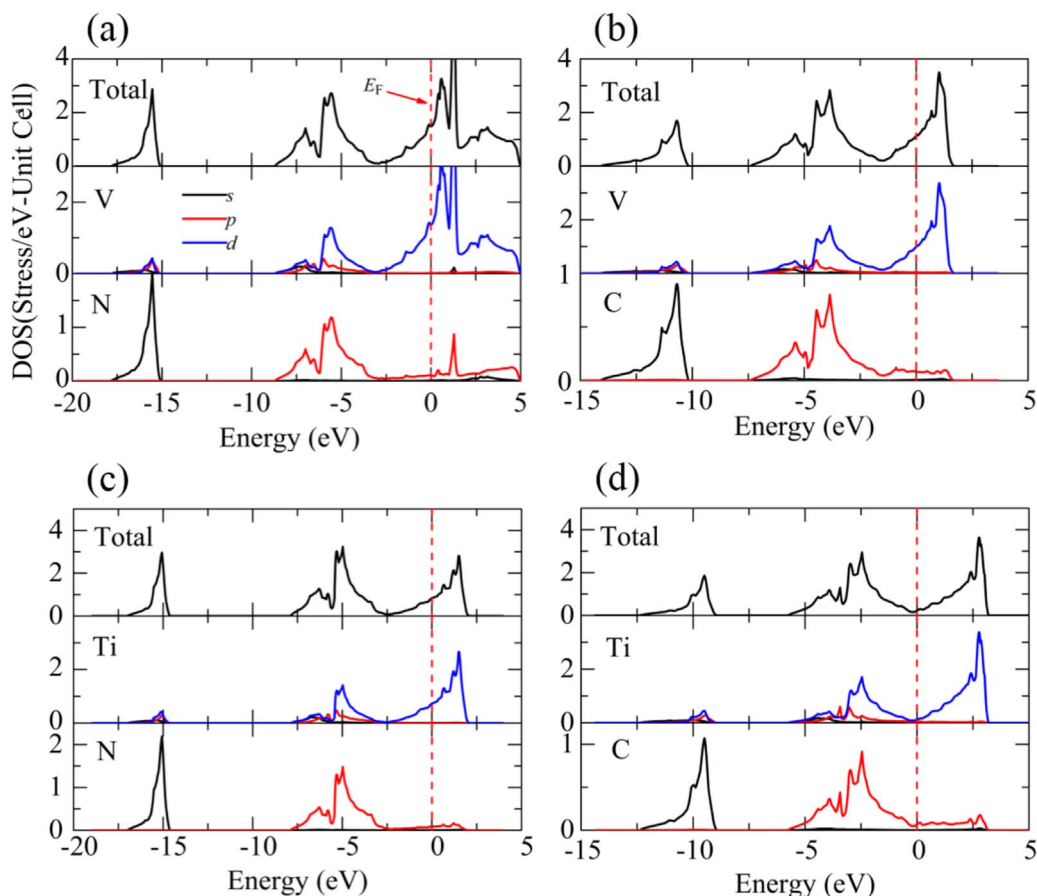 (a)
(b)
DOS(Stress/eV-Unit Cell)
4
Total
E_F
2
0
V
s
p
d
2
0
N
1
0
-20 -15 -10 -5 0 5
Energy (eV)
4
Total
2
0
V
2
1
C
0
-15 -10 -5 0 5
Energy (eV)
(c)
(d)
4
Total
2
0
Ti
2
0
2
N
1
0
-20 -15 -10 -5 0 5
Energy (eV)
4
Total
2
0
Ti
2
0
1
C
0
-15 -10 -5 0 5
Energy (eV)